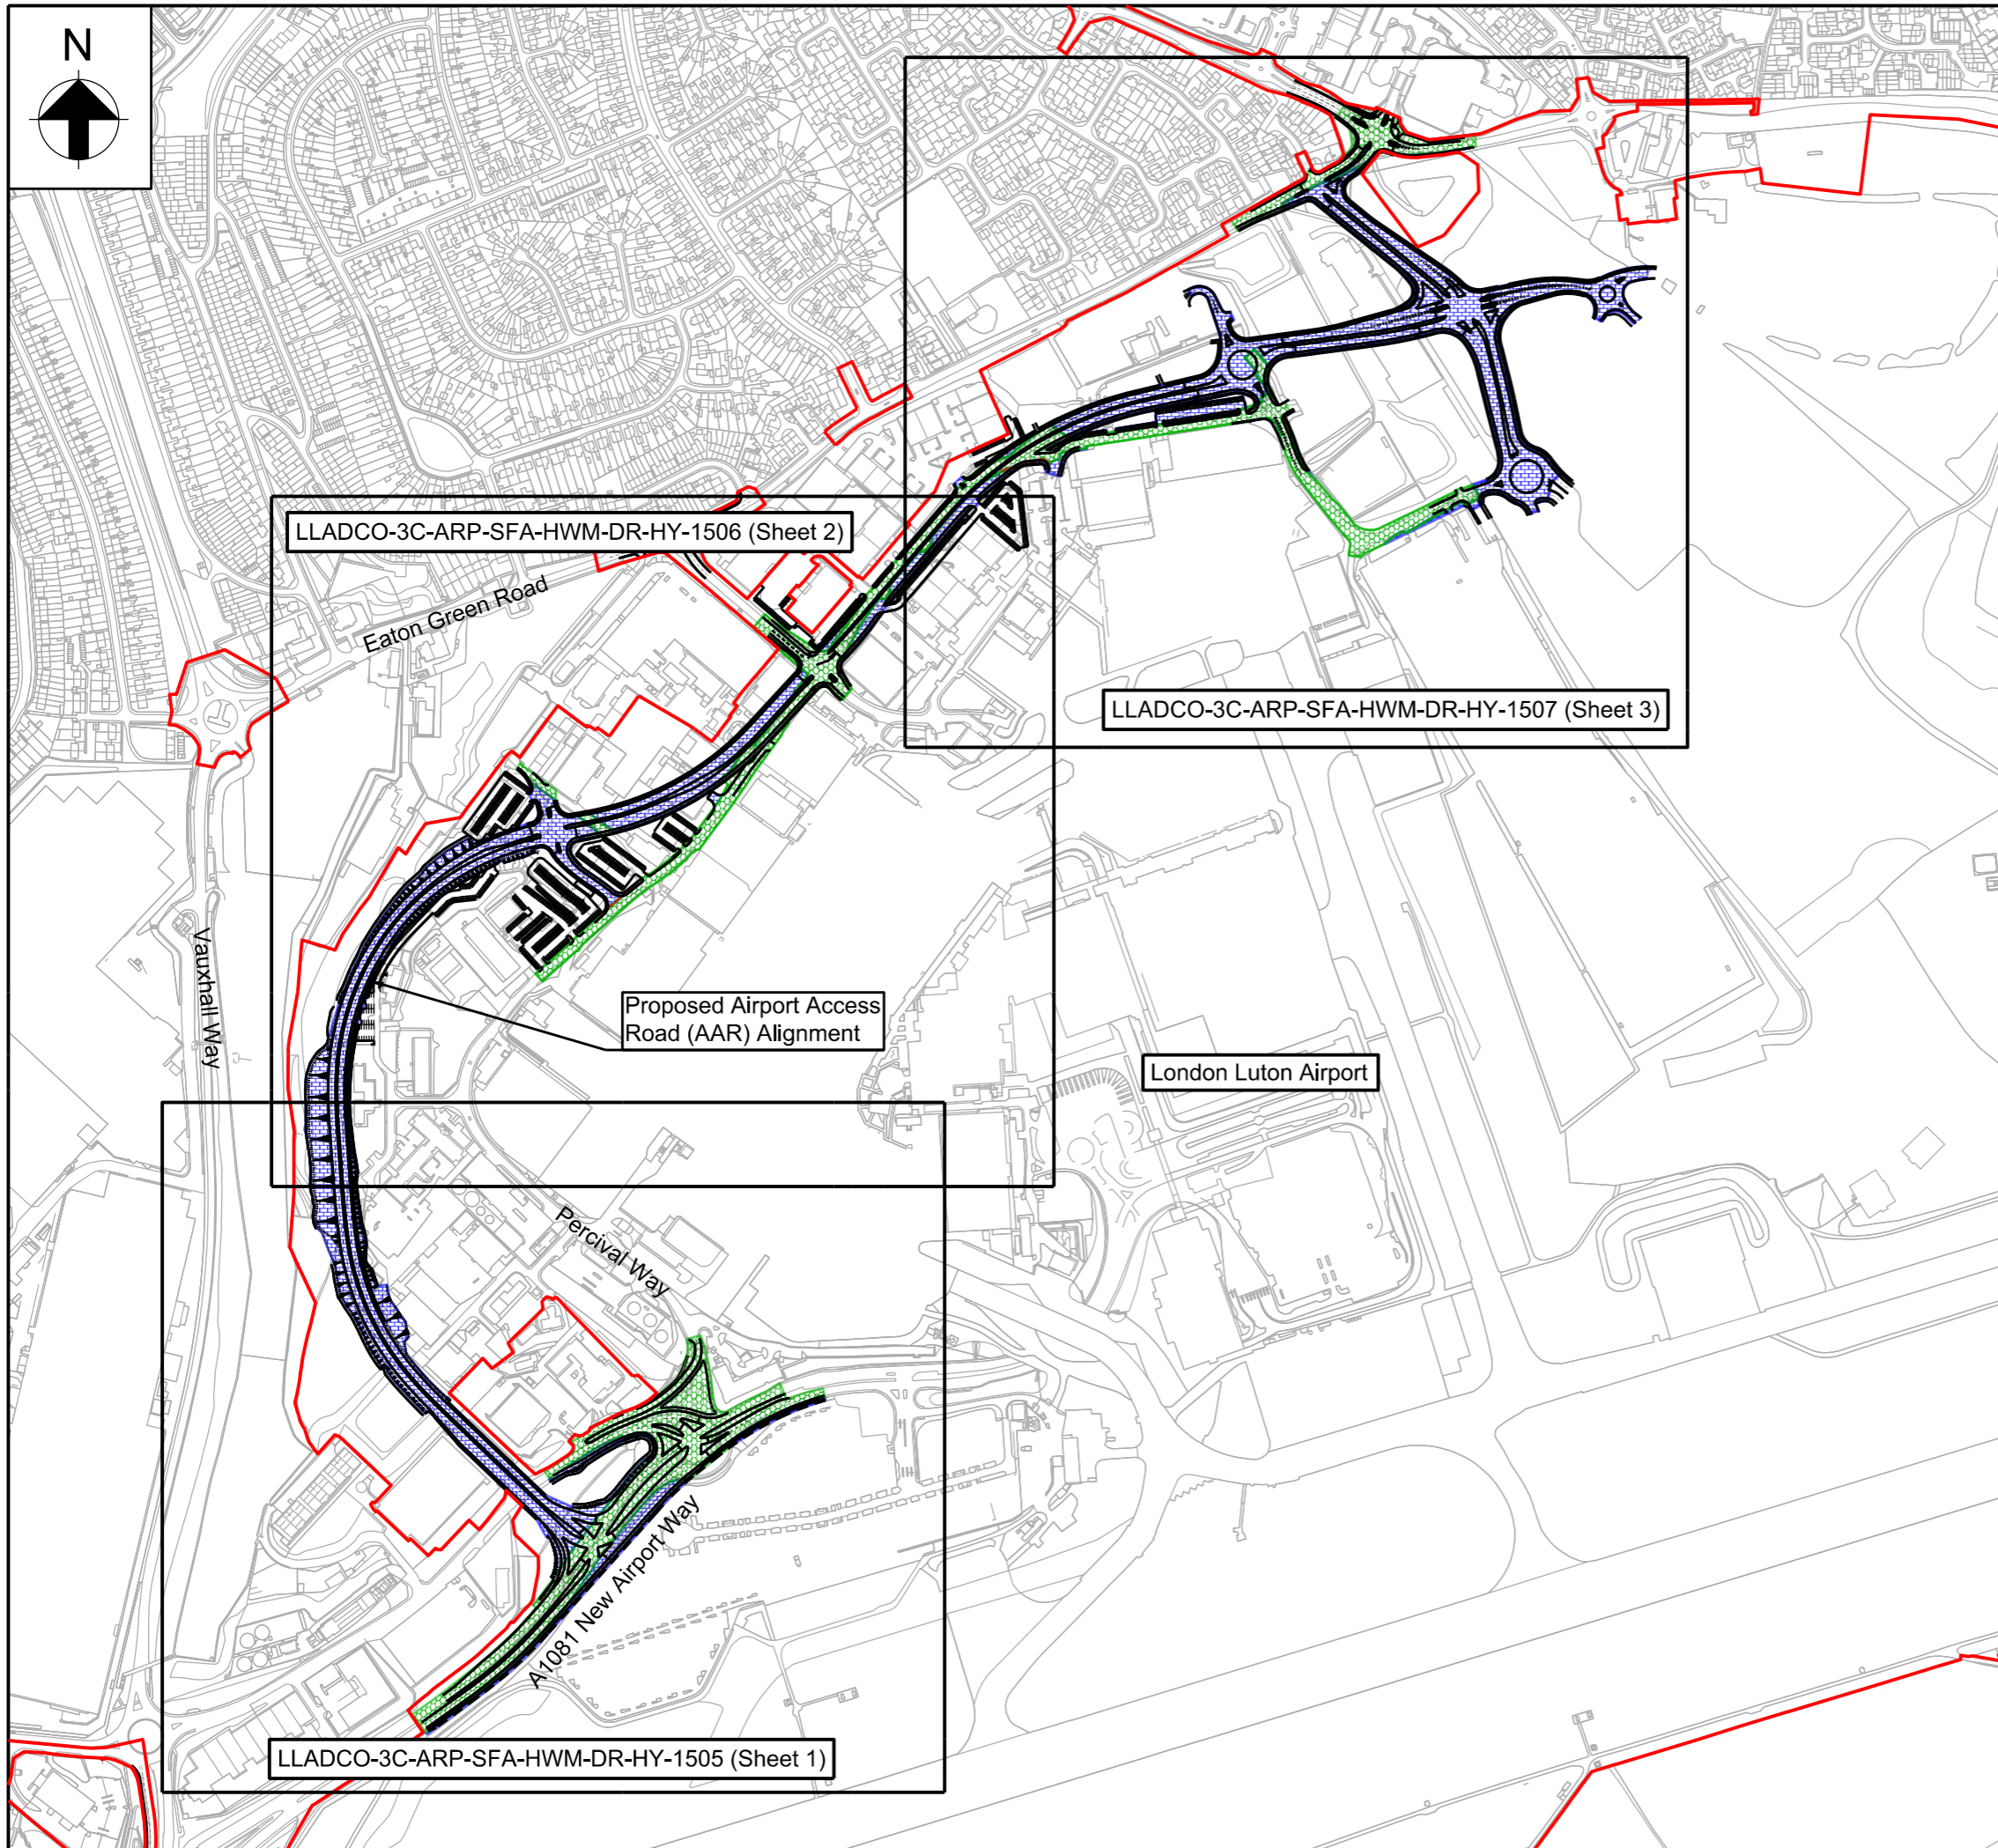 N
LLADCO-3C-ARP-SFA-HWM-DR-HY-1506 (Sheet 2)
Eaton Green Road
LLADCO-3C-ARP-SFA-HWM-DR-HY-1507 (Sheet 3)
Vauxhall Way
Proposed Airport Access
Road (AAR) Alignment
London Luton Airport
Percival Way
A1081 New Airport Way
LLADCO-3C-ARP-SFA-HWM-DR-HY-1505 (Sheet 1)